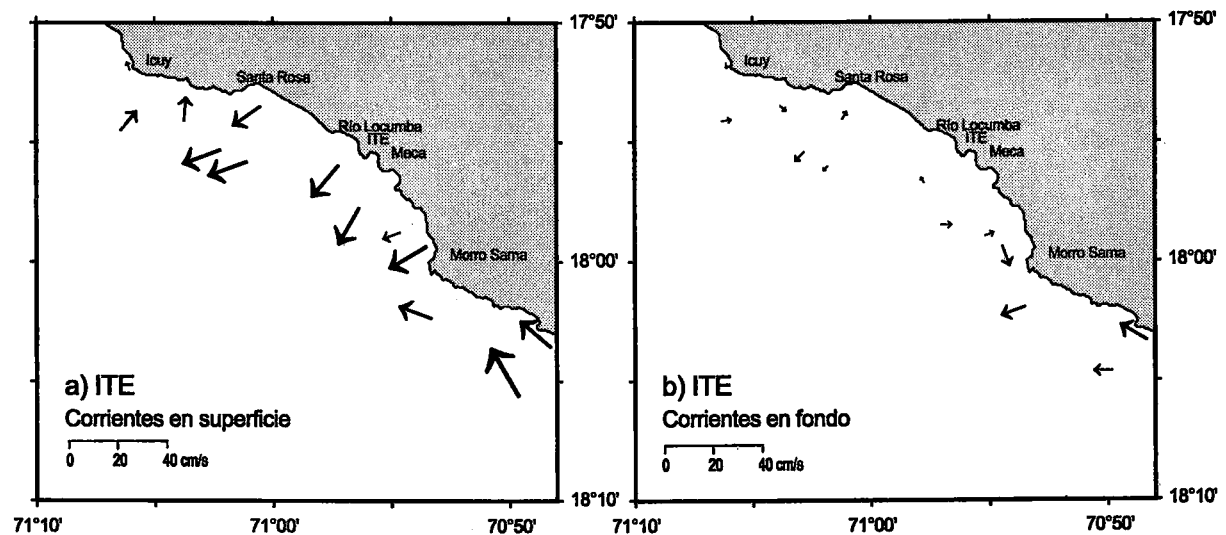 17°50'
Icuy
Santa Rosa
Río Locumba
ITE
Meca
Morro Sama
18°00'
a) ITE
Corrientes en superficie
0 20 40 cm/s
18°10'
71°10' 71°00' 70°50'
17°50'
Icuy
Santa Rosa
Río Locumba
ITE
Meca
Morro Sama
18°00'
b) ITE
Corrientes en fondo
0 20 40 cm/s
18°10'
71°10' 71°00' 70°50'